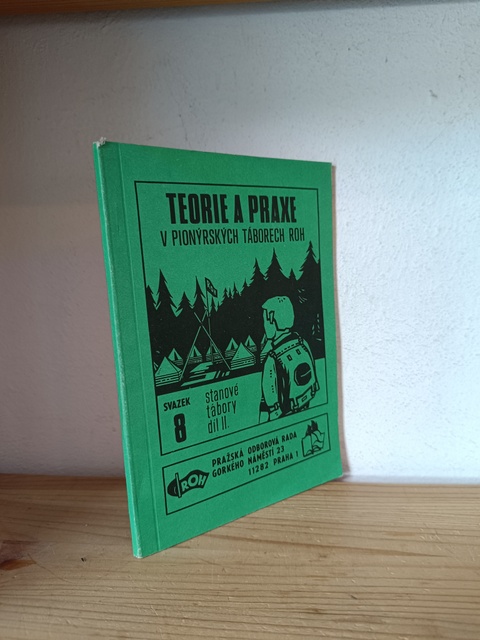 TEORIE A PRAXE
V PIONÝRSKÝCH TÁBORECH ROH
SVAZEK
8
stanové
tábory
díl II.
ROH
PRAŽSKÁ ODBOROVÁ RADA
GORKÉHO NÁMĚSTÍ 23
11282 PRAHA 1